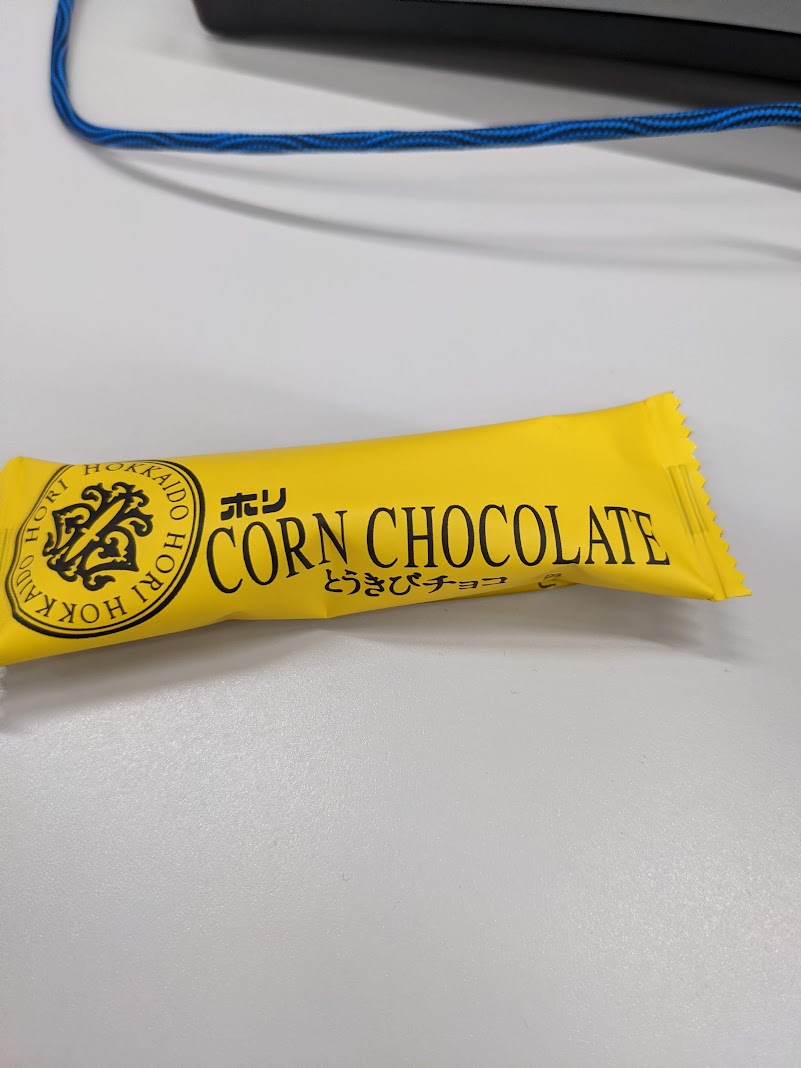 HORI HOKKAIDO HORI HOKKAIDO
ホリ
CORN CHOCOLATE
とうきびチョコ